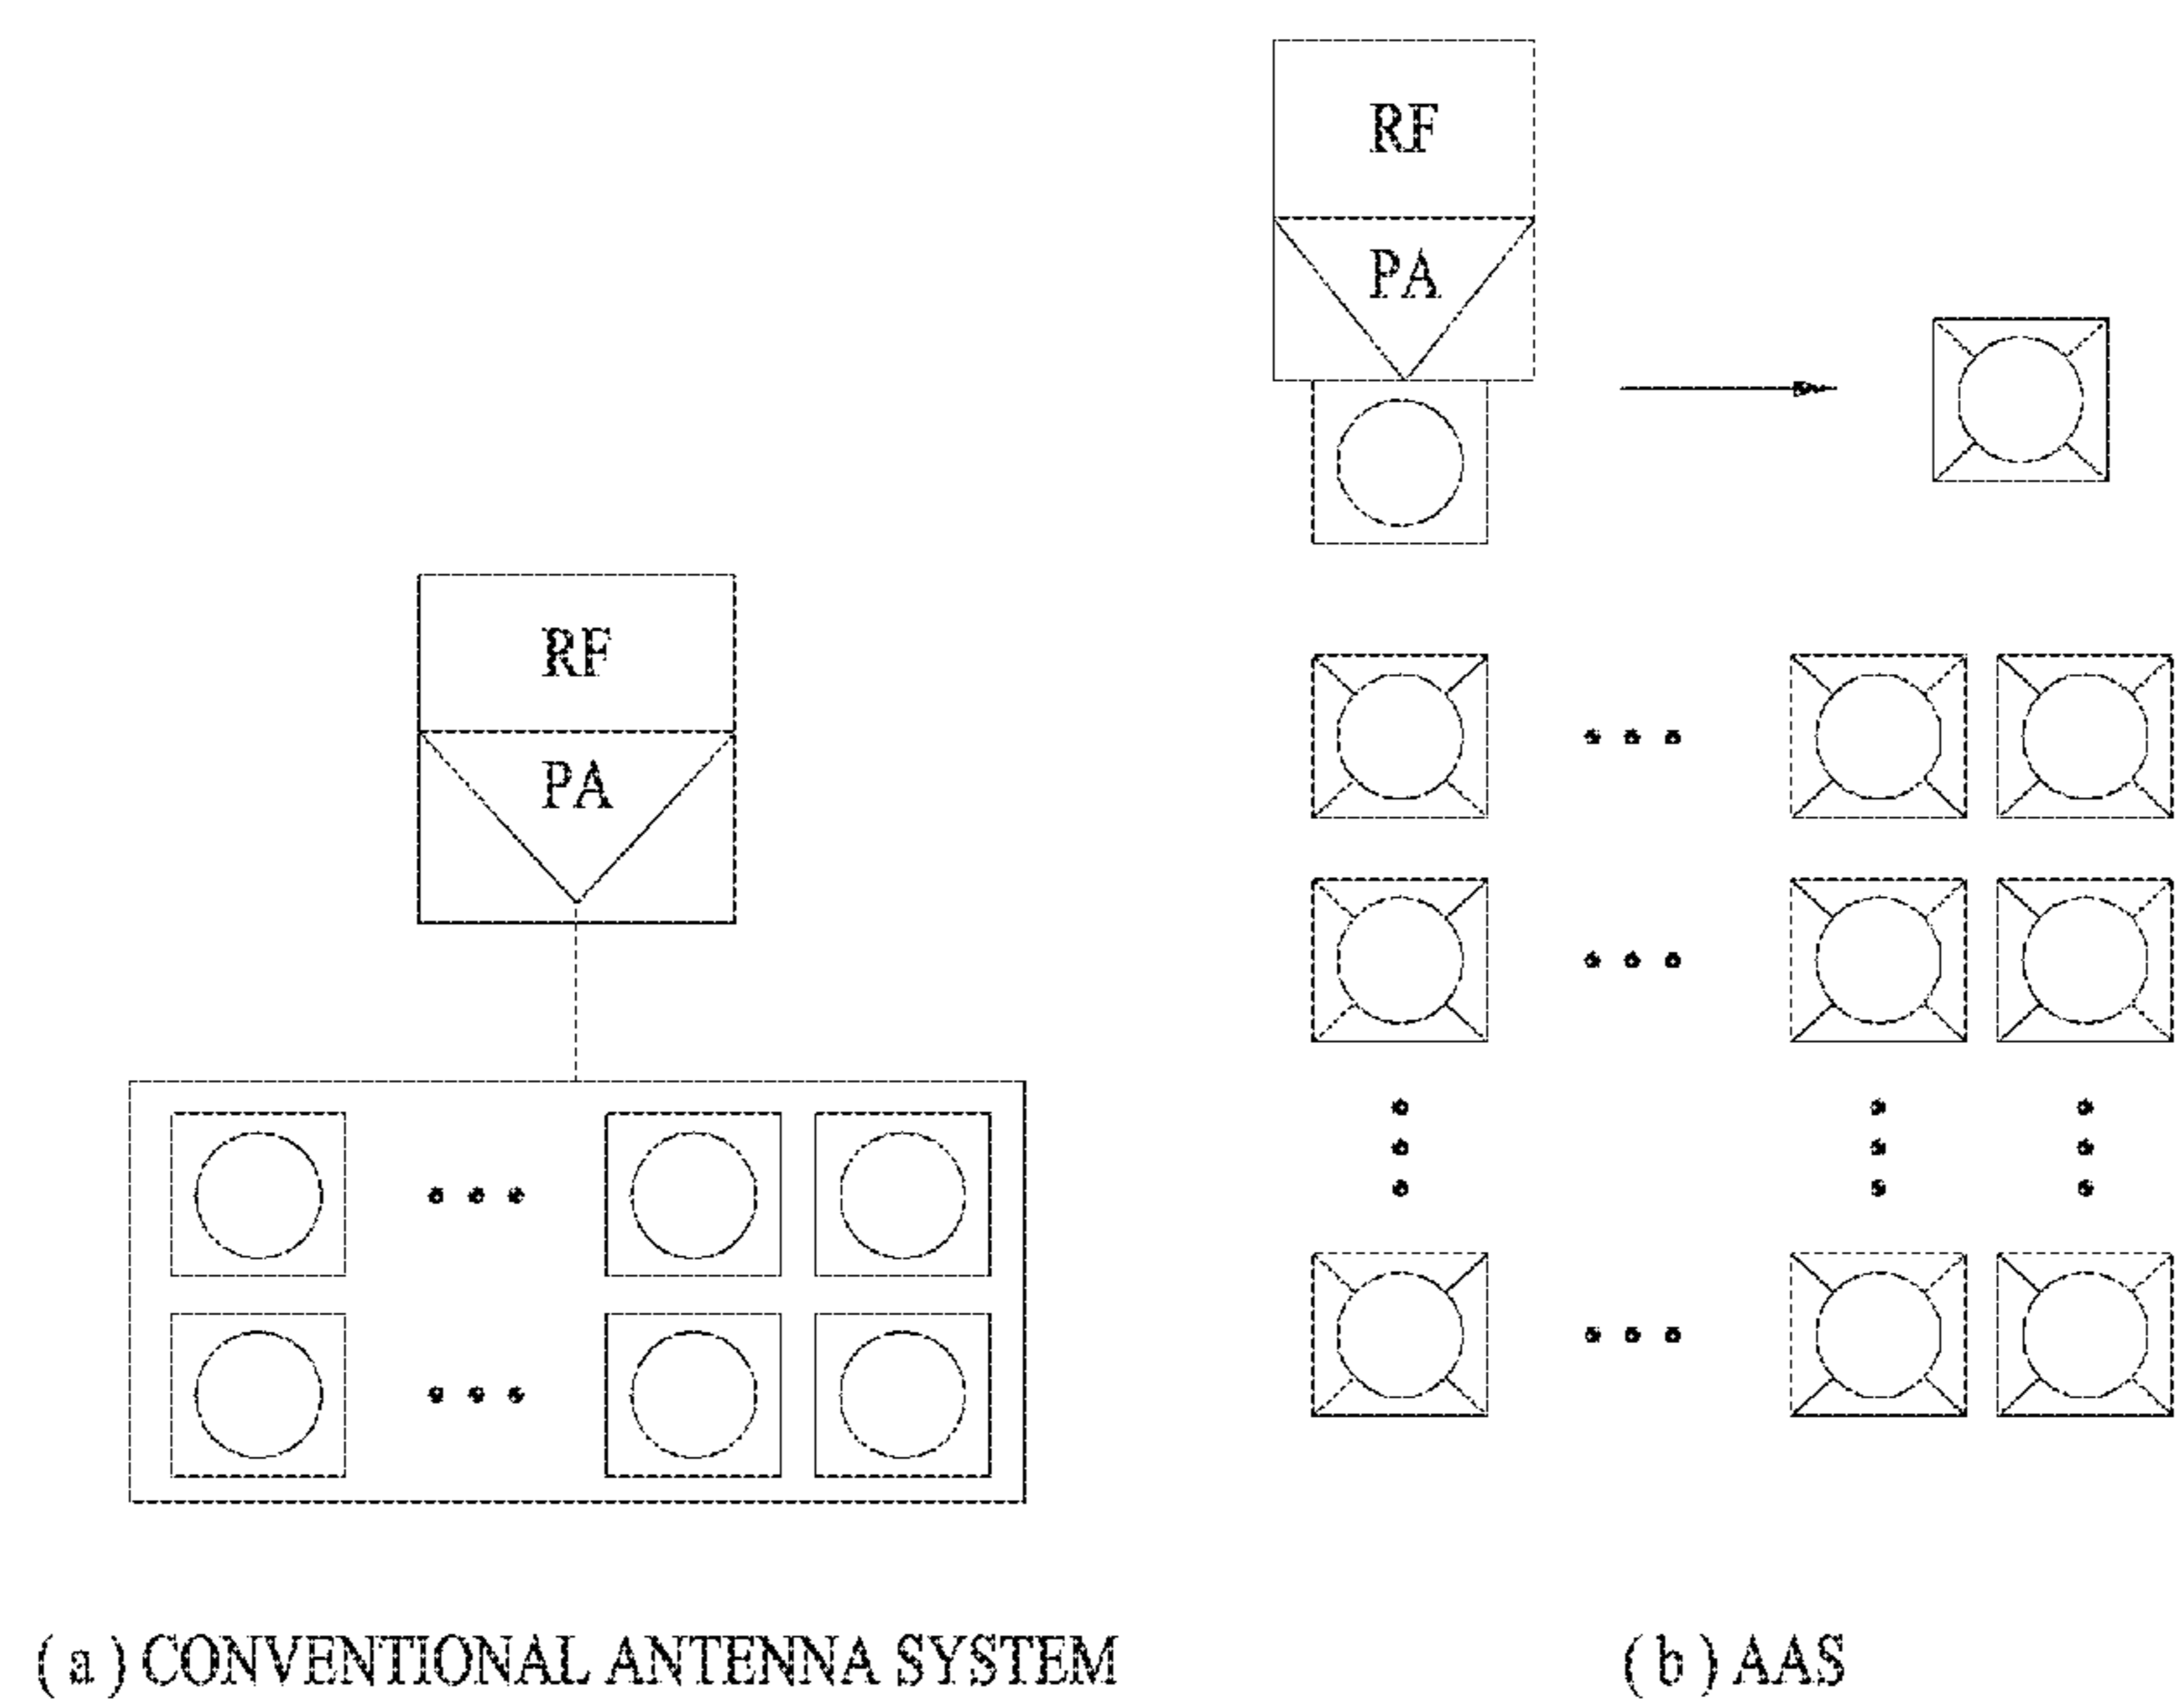 RF
PA
RF
PA
(a) CONVENTIONAL ANTENNA SYSTEM
(b) AAS